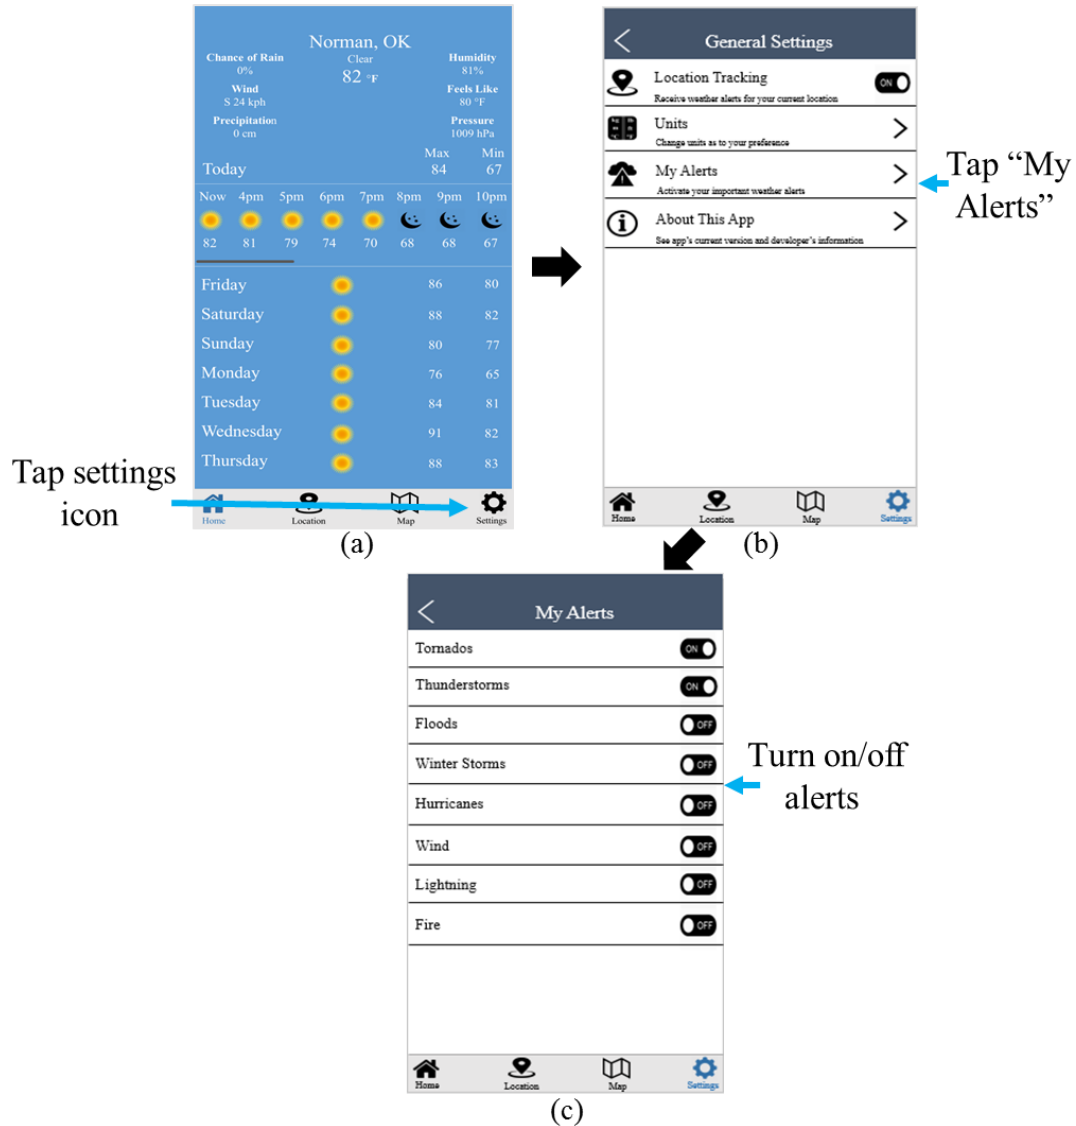 Norman, OK
Clear
82 °F
Chance of Rain
0%
Wind
S 24 kph
Precipitation
0 cm
Humidity
81%
Feels Like
80 °F
Pressure
1009 hPa
Max Min
Today 84 67
Now 4pm 5pm 6pm 7pm 8pm 9pm 10pm
82 81 79 74 70 68 68 67
Friday 86 80
Saturday 88 82
Sunday 80 77
Monday 76 65
Tuesday 84 81
Wednesday 91 82
Thursday 88 83
Home Location Map Settings
Tap settings
icon
(a)
General Settings
Location Tracking
ON
Receive weather alerts for your current location
Units
Change units as to your preference
My Alerts
Activate your important weather alerts
About This App
See app's current version and developer's information
Home Location Map Settings
Tap “My
Alerts”
(b)
My Alerts
Tornados ON
Thunderstorms ON
Floods OFF
Winter Storms OFF
Hurricanes OFF
Wind OFF
Lightning OFF
Fire OFF
Home Location Map Settings
Turn on/off
alerts
(c)